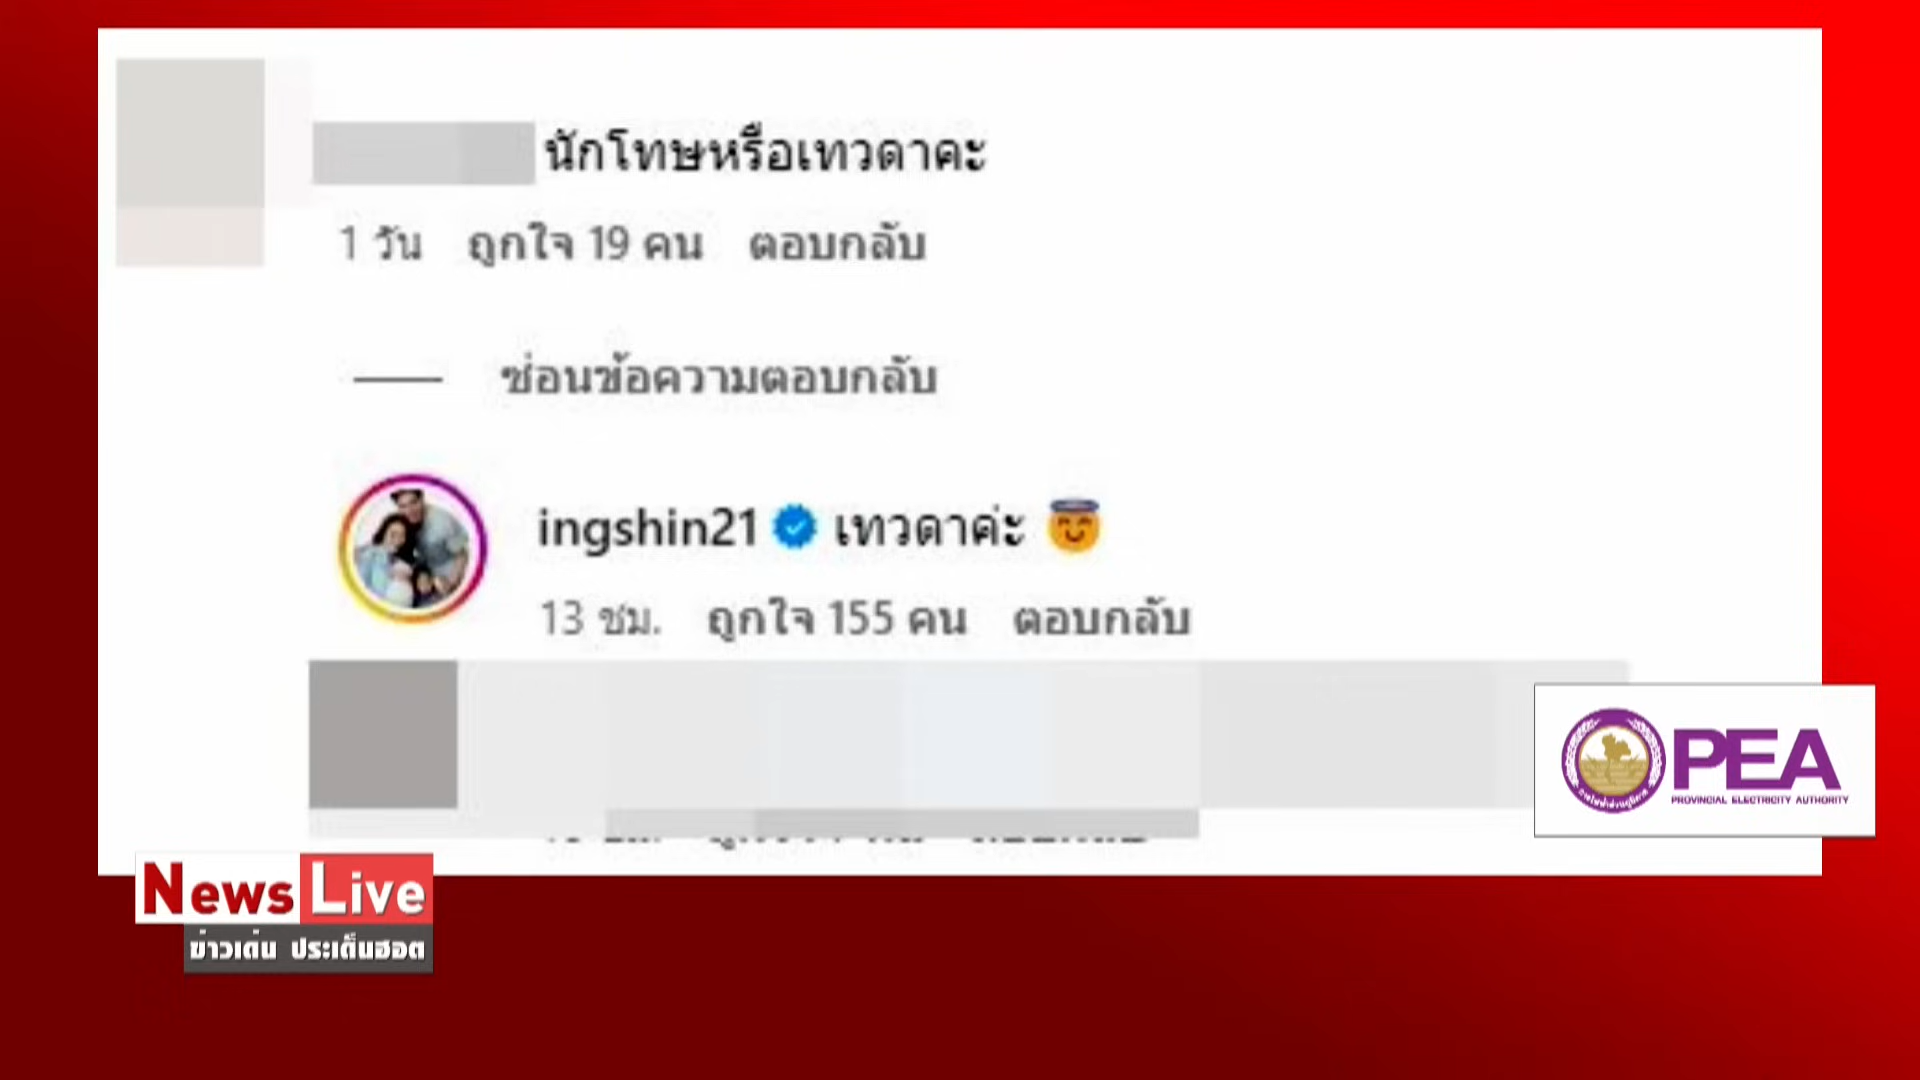 นักโทษหรือเทวดาคะ
1 วัน ถูกใจ 19 คน ตอบกลับ
ซ่อนข้อความตอบกลับ
ingshin21 เทวดาค่ะ 😇
13 ชม. ถูกใจ 155 คน ตอบกลับ
PEA
PROVINCIAL ELECTRICITY AUTHORITY
News Live
ข่าวเด่น ประเด็นฮอต